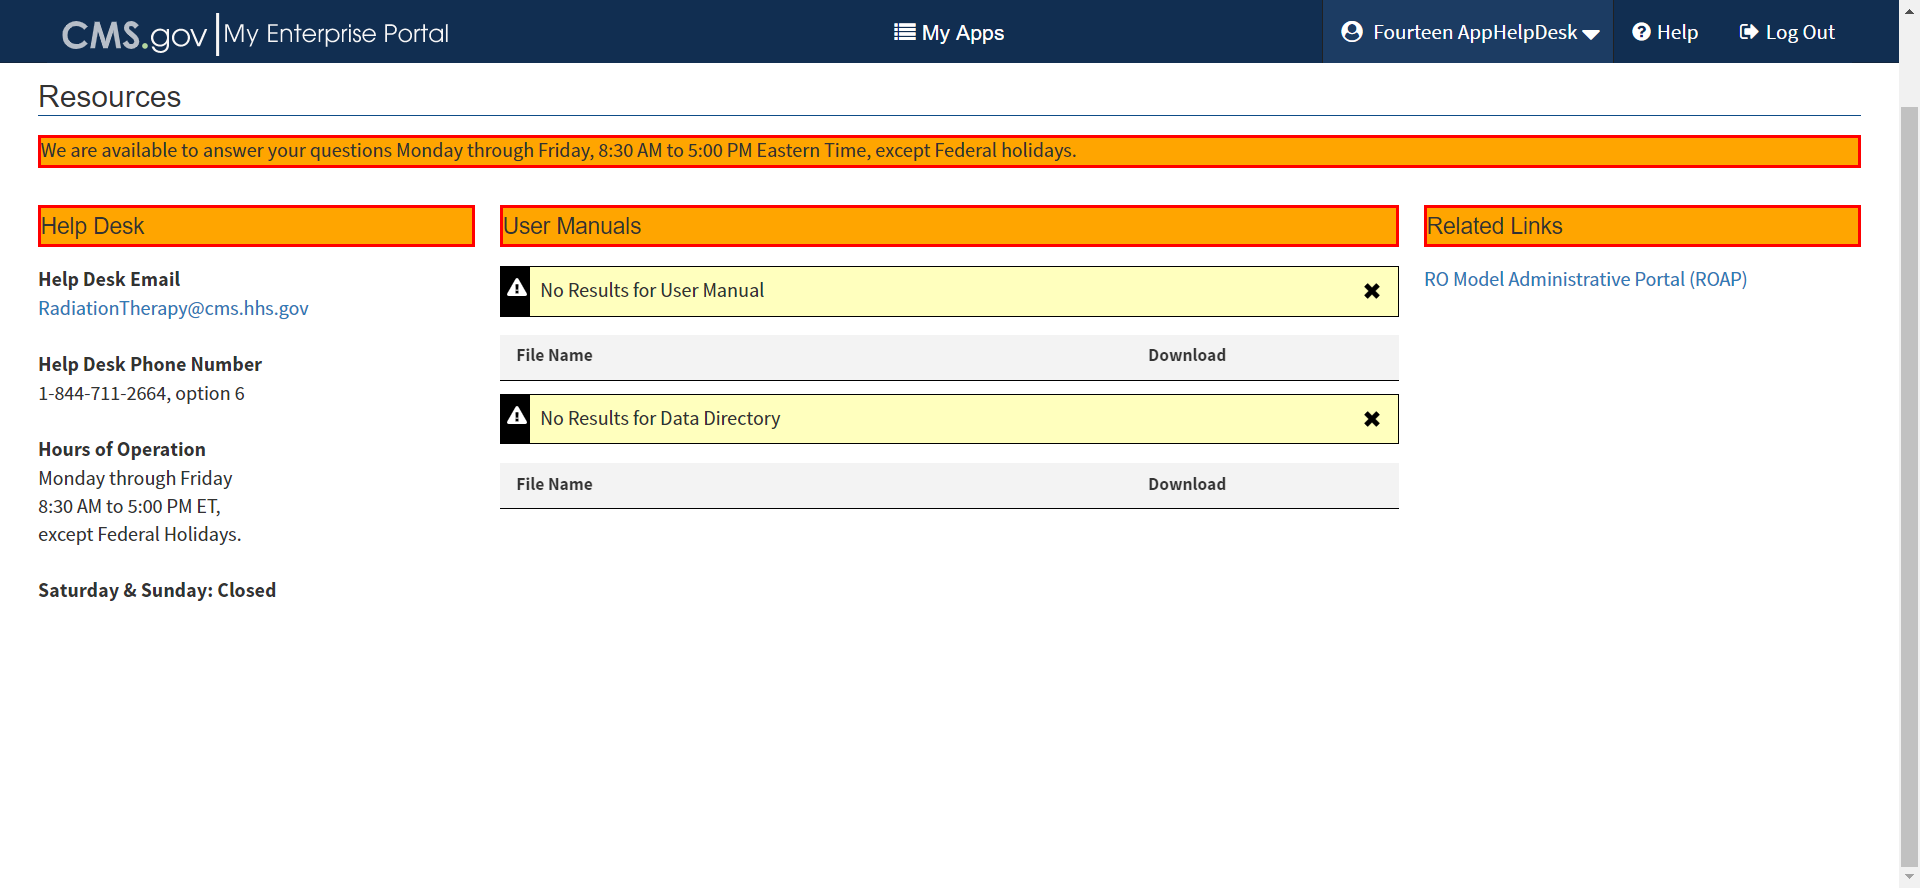 CMS.gov My Enterprise Portal
My Apps
Fourteen AppHelpDesk
Help
Log Out
Resources
We are available to answer your questions Monday through Friday, 8:30 AM to 5:00 PM Eastern Time, except Federal holidays.
Help Desk
Help Desk Email
RadiationTherapy@cms.hhs.gov
Help Desk Phone Number
1-844-711-2664, option 6
Hours of Operation
Monday through Friday
8:30 AM to 5:00 PM ET,
except Federal Holidays.
Saturday & Sunday: Closed
User Manuals
No Results for User Manual
File Name Download
No Results for Data Directory
File Name Download
Related Links
RO Model Administrative Portal (ROAP)